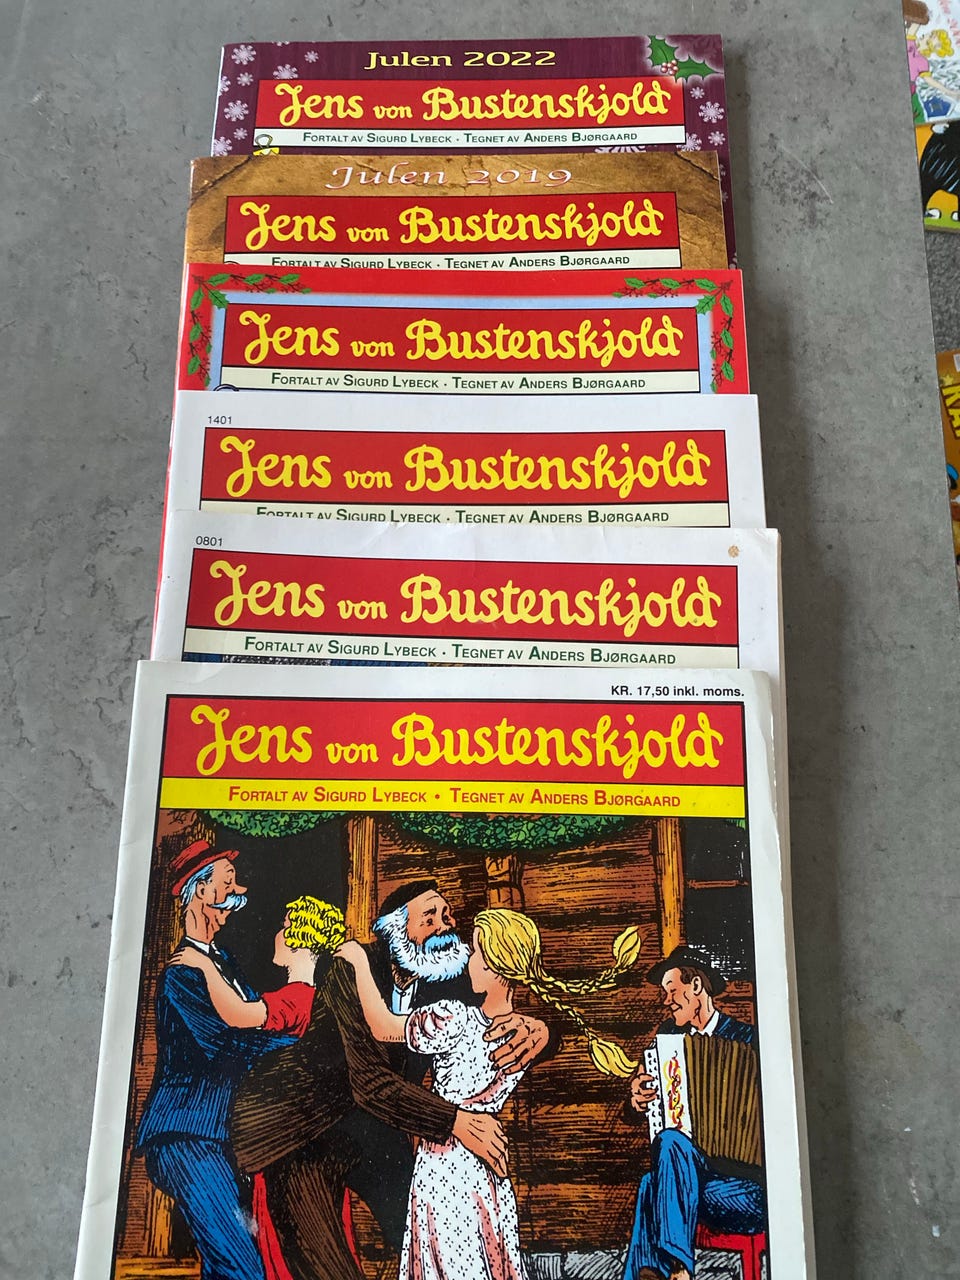 Julen 2022
Jens von Bustenskjold
FORTALT AV SIGURD LYBECK · TEGNET AV ANDERS BJØRGAARD
Julen 2019
Jens von Bustenskjold
FORTALT AV SIGURD LYBECK · TEGNET AV ANDERS BJØRGAARD
Jens von Bustenskjold
FORTALT AV SIGURD LYBECK · TEGNET AV ANDERS BJØRGAARD
1401
Jens von Bustenskjold
FORTALT AV SIGURD LYBECK · TEGNET AV ANDERS BJØRGAARD
0801
Jens von Bustenskjold
FORTALT AV SIGURD LYBECK · TEGNET AV ANDERS BJØRGAARD
KR. 17,50 inkl. moms.
Jens von Bustenskjold
FORTALT AV SIGURD LYBECK • TEGNET AV ANDERS BJØRGAARD